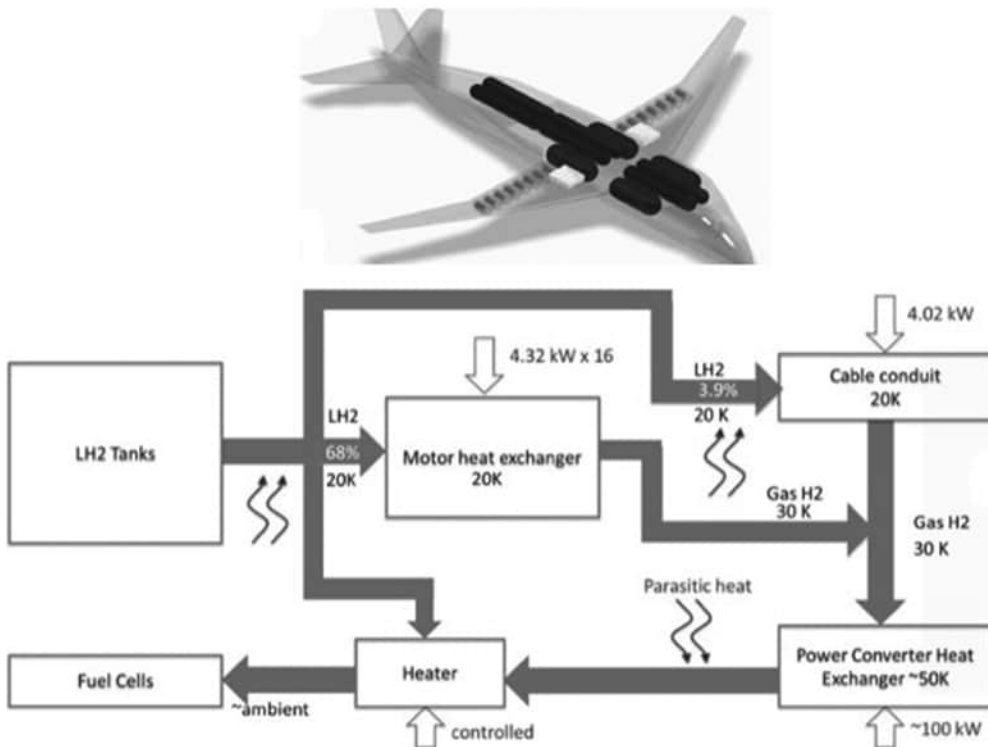 4.02 kW
4.32 kW x 16
LH2
3.9%
20 K
Cable conduit
20K
LH2 Tanks
LH2
68%
20K
Motor heat exchanger
20K
Gas H2
30 K
Gas H2
30 K
Parasitic heat
Fuel Cells
~ambient
Heater
controlled
Power Converter Heat
Exchanger ~50K
~100 kW